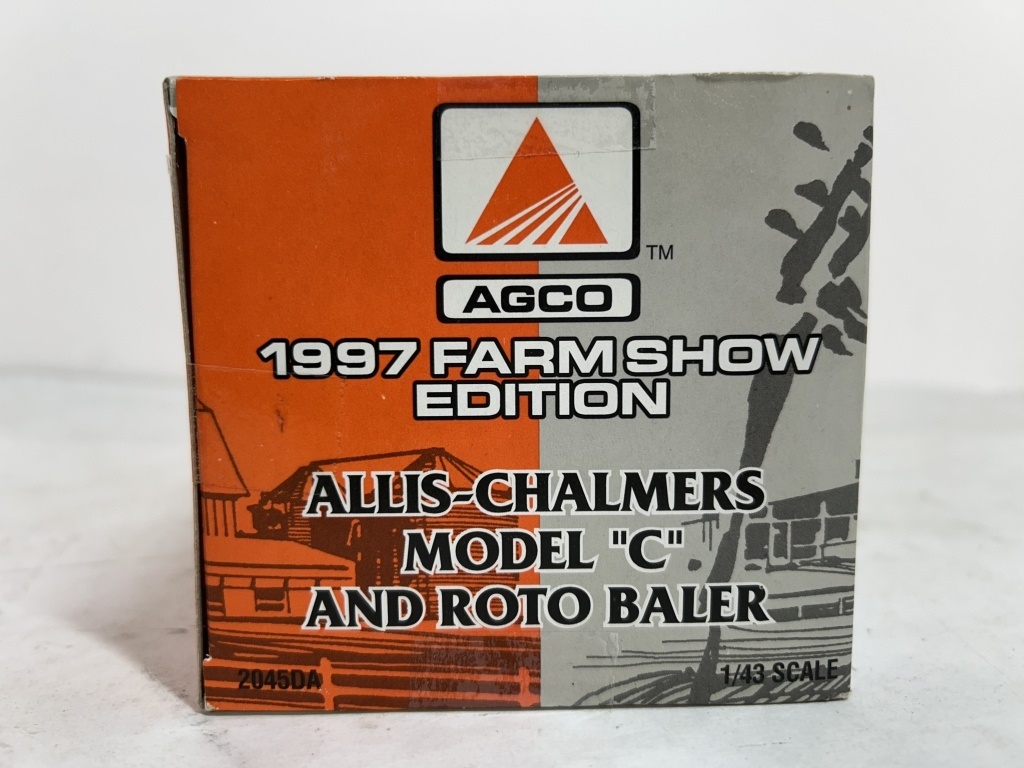 TM
AGCO
1997 FARM SHOW
EDITION
ALLIS-CHALMERS
MODEL "C"
AND ROTO BALER
2045DA
1/43 SCALE